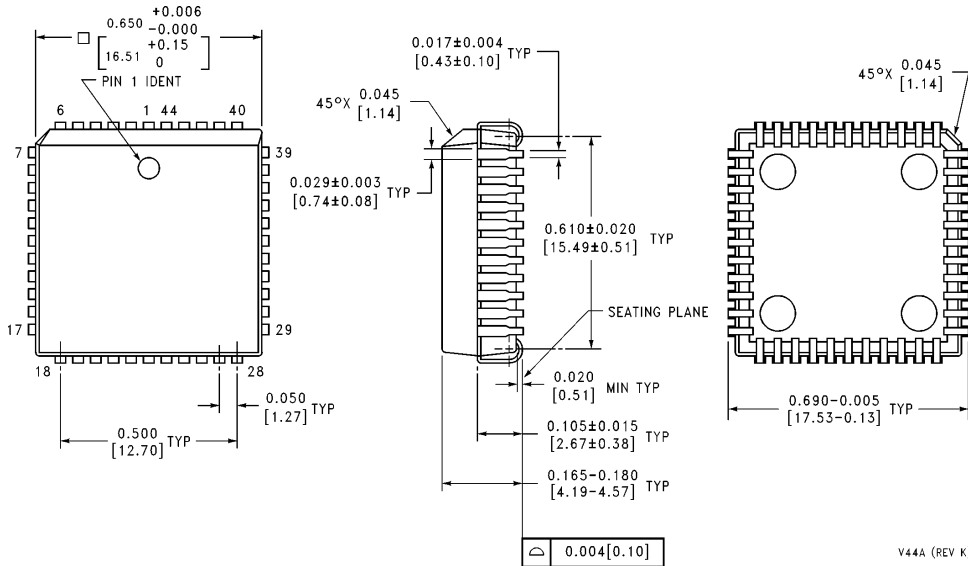 +0.006
0.650 -0.000
□
+0.15
[16.51 0]
PIN 1 IDENT
6 1 44 40
7 39
17 29
18 28
0.050
[1.27] TYP
0.500
[12.70] TYP
0.017±0.004
[0.43±0.10] TYP
45°X 0.045
[1.14]
0.029±0.003
[0.74±0.08] TYP
0.610±0.020
[15.49±0.51] TYP
SEATING PLANE
0.020
[0.51] MIN TYP
0.105±0.015
[2.67±0.38] TYP
0.165-0.180
[4.19-4.57] TYP
⌓ 0.004[0.10]
45°X 0.045
[1.14]
0.690-0.005
[17.53-0.13] TYP
V44A (REV K